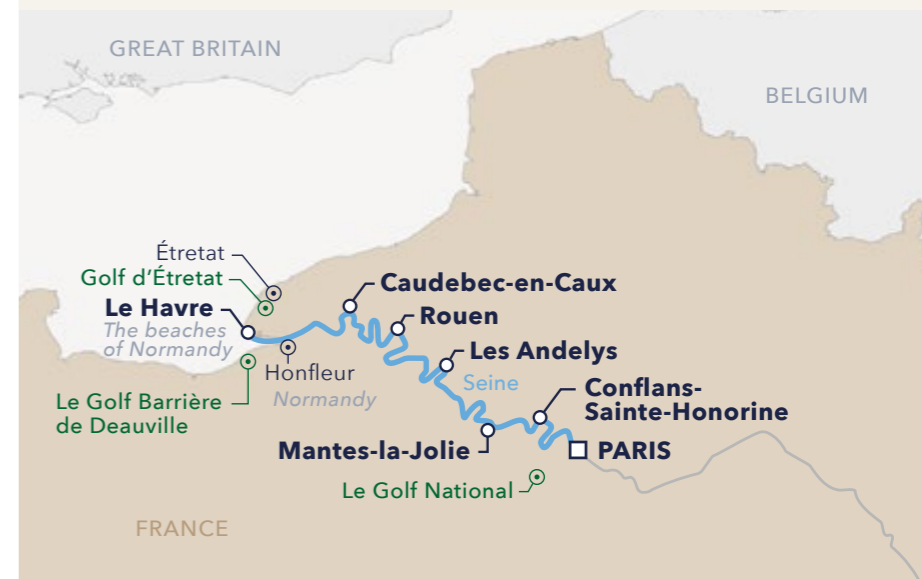 GREAT BRITAIN
BELGIUM
Étretat
Golf d’Étretat
Le Havre
The beaches
of Normandy
Caudebec-en-Caux
Rouen
Les Andelys
Honfleur
Normandy
Seine
Le Golf Barrière
de Deauville
Conflans-
Sainte-Honorine
Mantes-la-Jolie
PARIS
Le Golf National
FRANCE